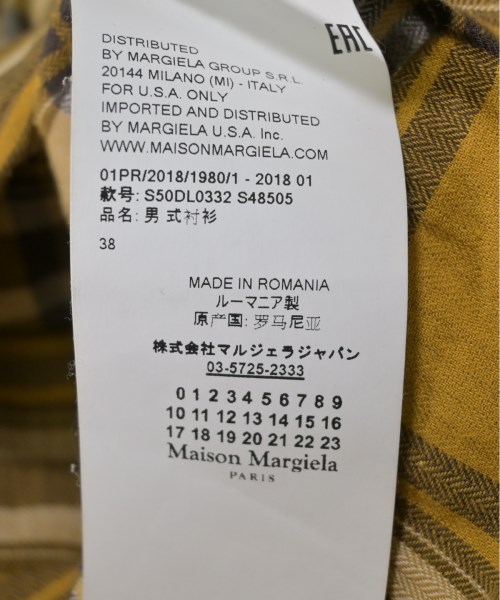 EAC
DISTRIBUTED
BY MARGIELA GROUP S.R.L.
20144 MILANO (MI) - ITALY
FOR U.S.A. ONLY
IMPORTED AND DISTRIBUTED
BY MARGIELA U.S.A. Inc.
WWW.MAISONMARGIELA.COM
01PR/2018/1980/1 - 2018 01
款号: S50DL0332 S48505
品名: 男 式衬衫
38
MADE IN ROMANIA
ルーマニア製
原产国: 罗马尼亚
株式会社マルジェラジャパン
03-5725-2333
0 1 2 3 4 5 6 7 8 9
10 11 12 13 14 15 16
17 18 19 20 21 22 23
Maison Margiela
PARIS